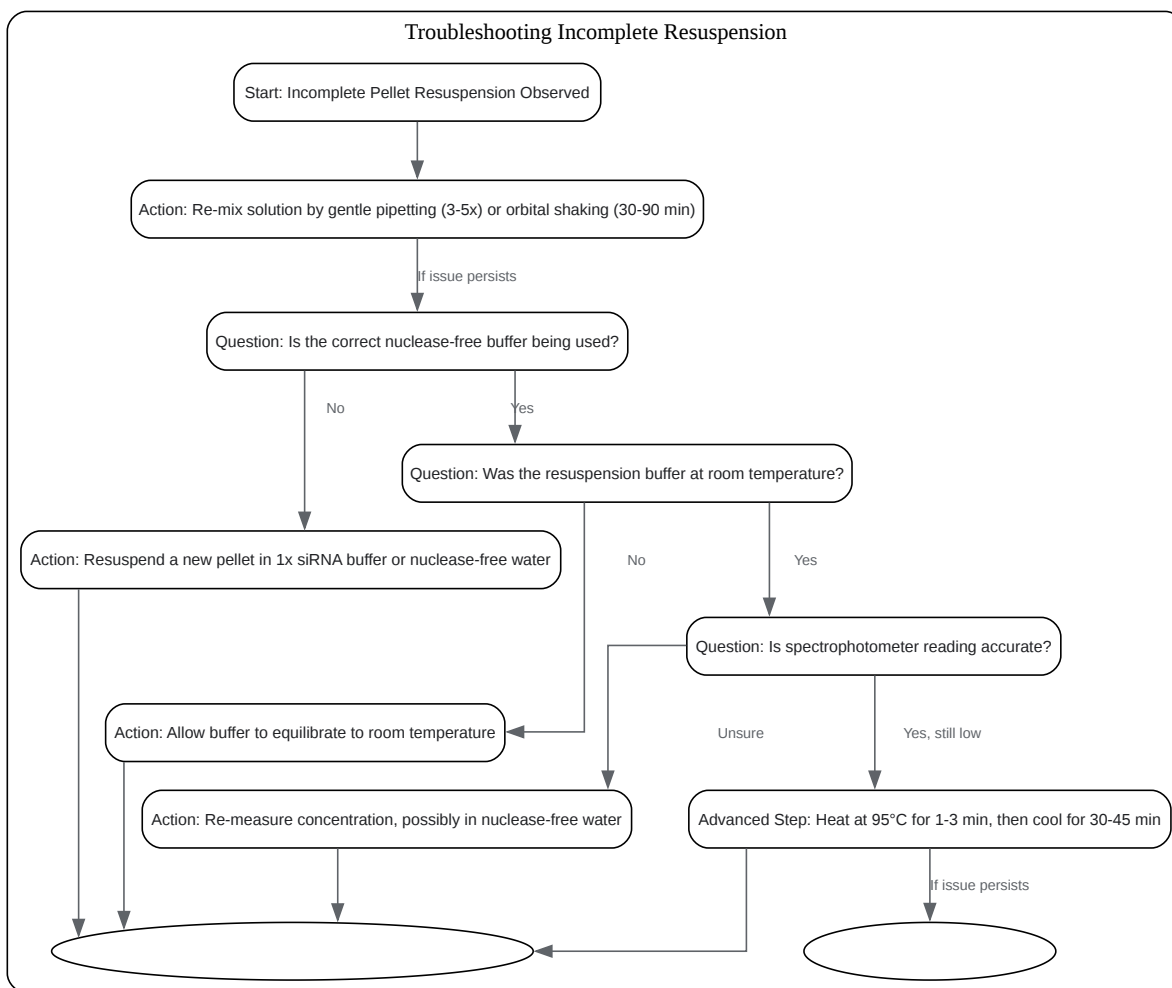 Troubleshooting Incomplete Resuspension
Start: Incomplete Pellet Resuspension Observed
Action: Re-mix solution by gentle pipetting (3-5x) or orbital shaking (30-90 min)
If issue persists
Question: Is the correct nuclease-free buffer being used?
No
Yes
Question: Was the resuspension buffer at room temperature?
Action: Resuspend a new pellet in 1x siRNA buffer or nuclease-free water
No
Yes
Question: Is spectrophotometer reading accurate?
Action: Allow buffer to equilibrate to room temperature
Unsure
Yes, still low
Action: Re-measure concentration, possibly in nuclease-free water
Advanced Step: Heat at 95°C for 1-3 min, then cool for 30-45 min
If issue persists